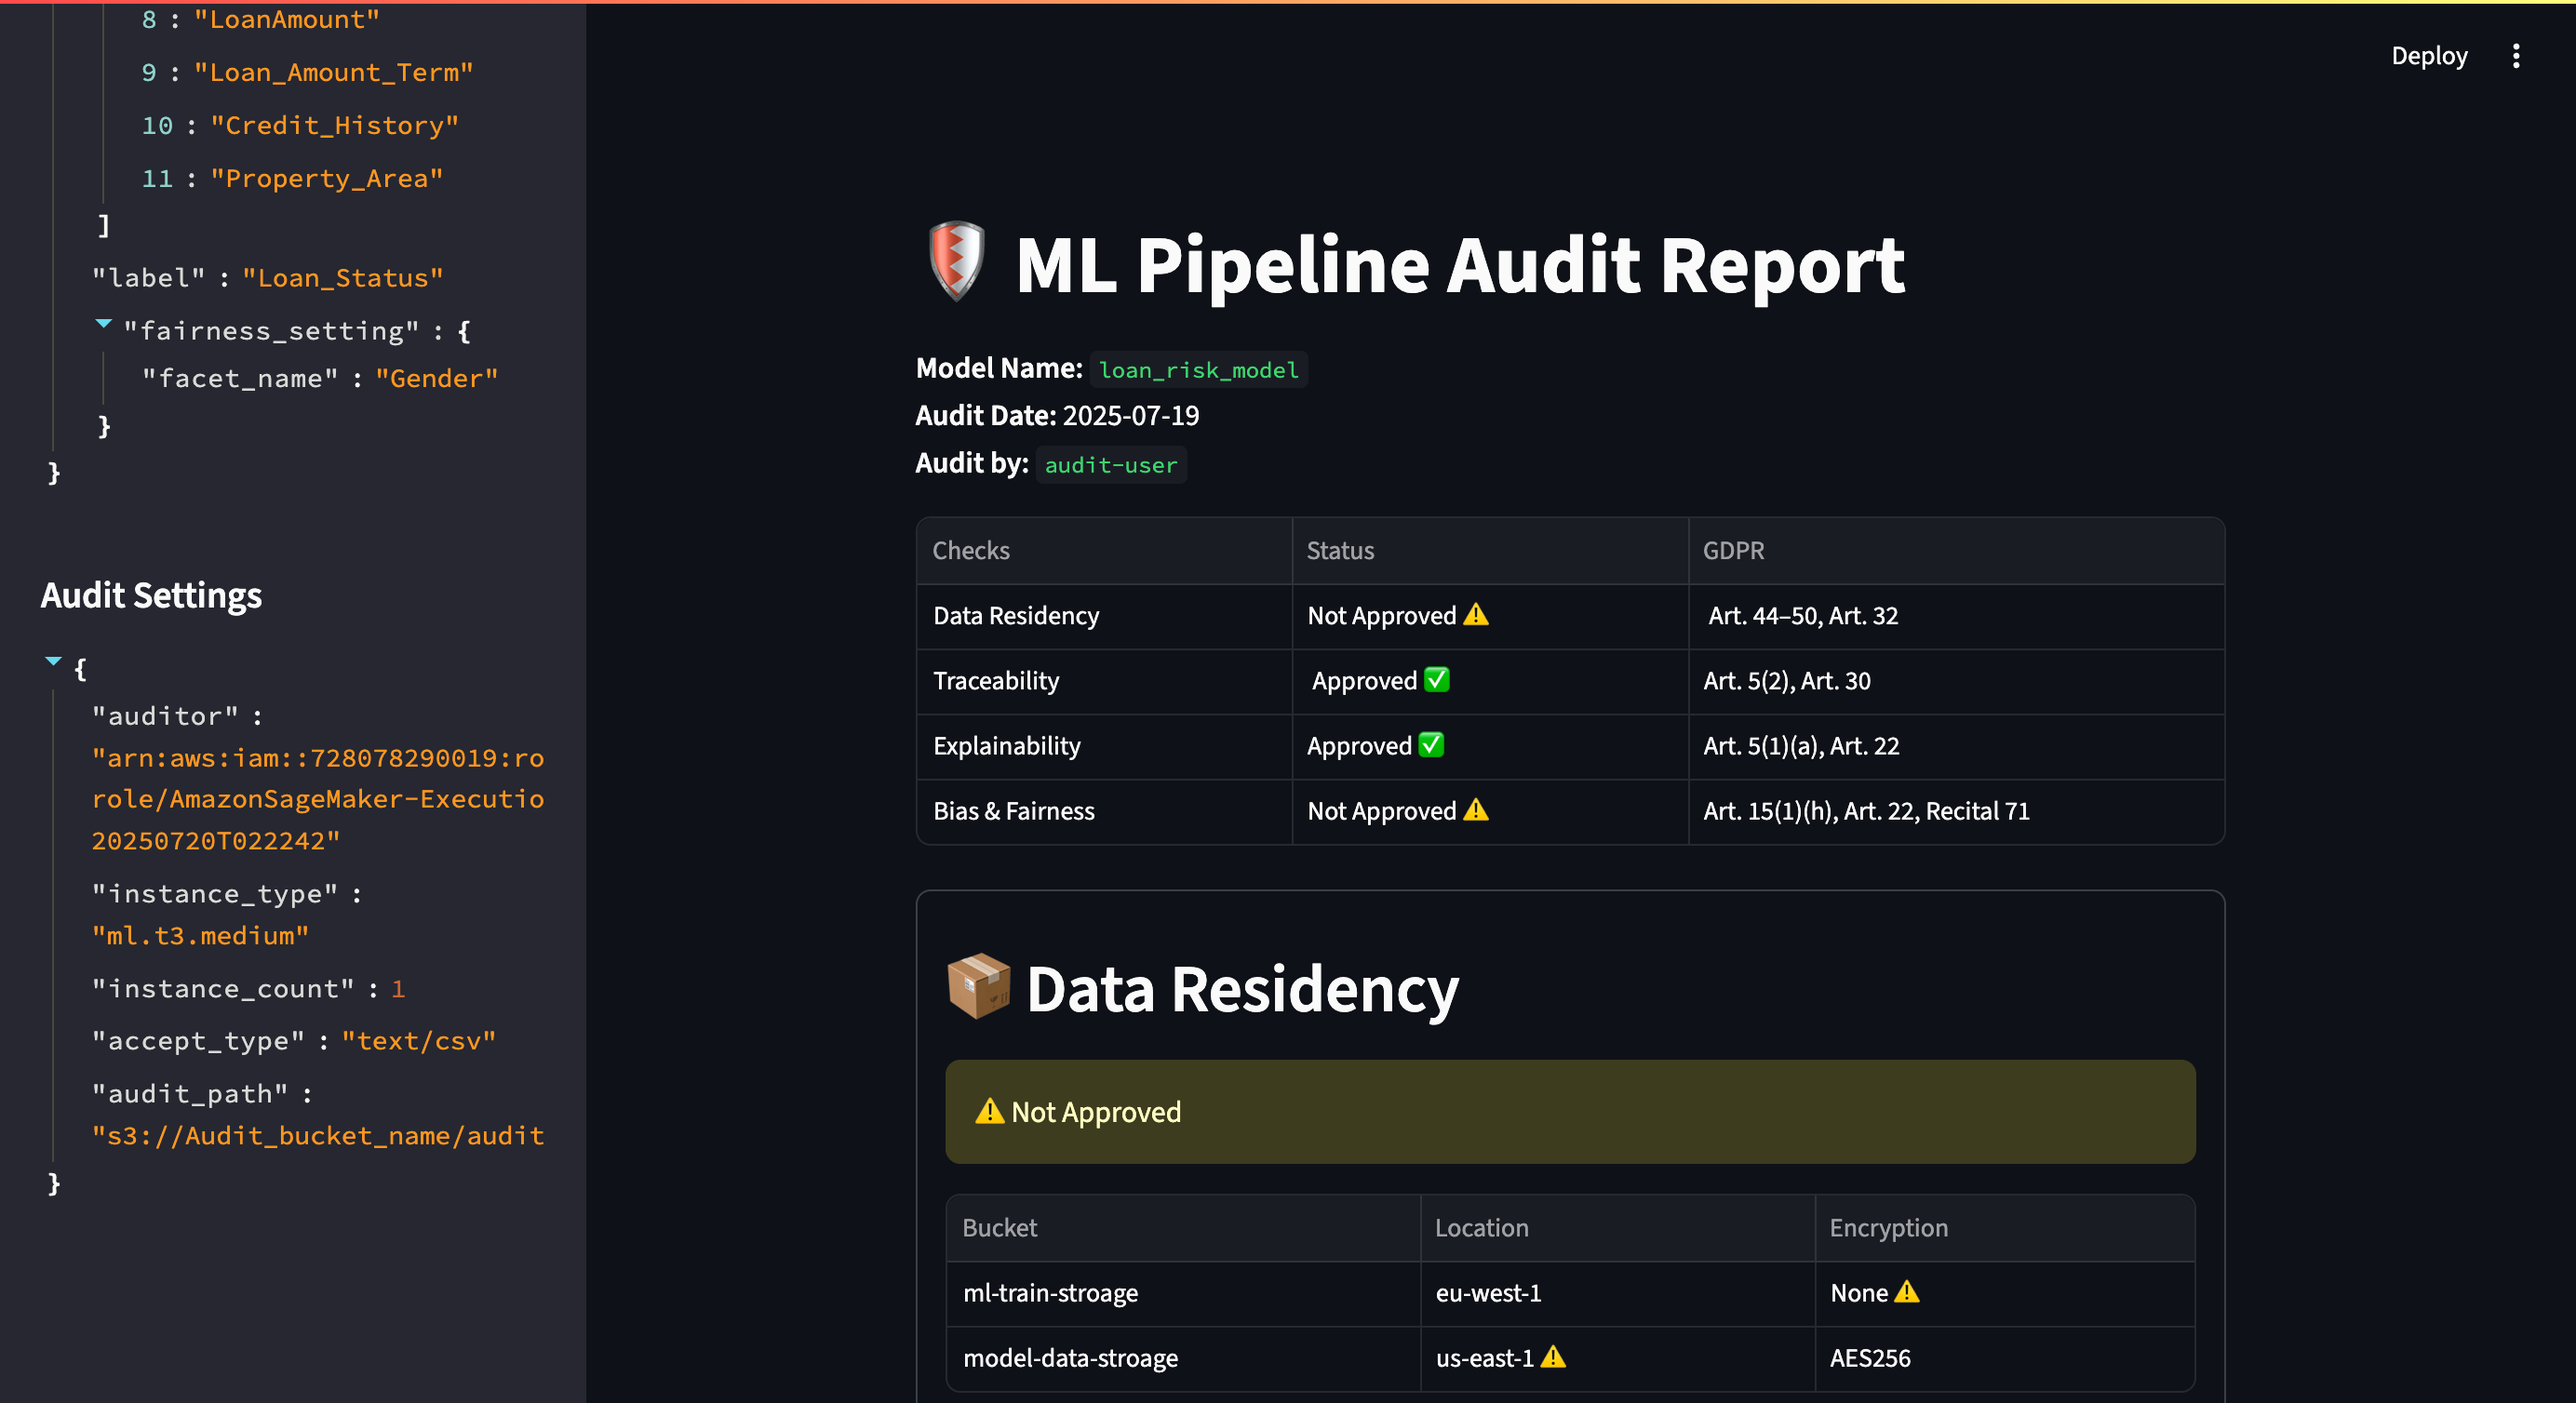 8 : "LoanAmount"
9 : "Loan_Amount_Term"
10 : "Credit_History"
11 : "Property_Area"
]
"label" : "Loan_Status"
"fairness_setting" : {
"facet_name" : "Gender"
}
}
Audit Settings
{
"auditor" :
"arn:aws:iam::728078290019:ro
role/AmazonSageMaker-Executio
20250720T022242"
"instance_type" :
"ml.t3.medium"
"instance_count" : 1
"accept_type" : "text/csv"
"audit_path" :
"s3://Audit_bucket_name/audit
}
Deploy
ML Pipeline Audit Report
Model Name: loan_risk_model
Audit Date: 2025-07-19
Audit by: audit-user
Checks Status GDPR
Data Residency Not Approved ⚠️ Art. 44–50, Art. 32
Traceability Approved ✅ Art. 5(2), Art. 30
Explainability Approved ✅ Art. 5(1)(a), Art. 22
Bias & Fairness Not Approved ⚠️ Art. 15(1)(h), Art. 22, Recital 71
Data Residency
⚠️ Not Approved
Bucket Location Encryption
ml-train-stroage eu-west-1 None ⚠️
model-data-stroage us-east-1 ⚠️ AES256